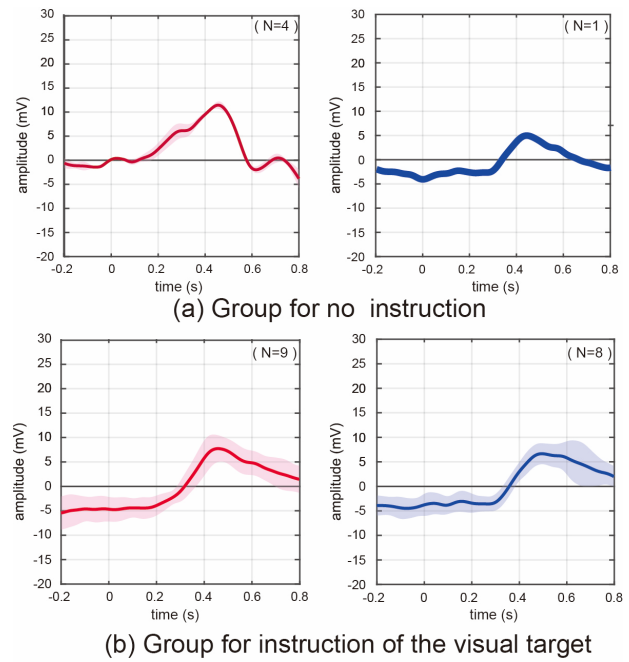 30
25
20
15
10
5
0
-5
-10
-15
-20
amplitude (mV)
( N=4 )
-0.2 0 0.2 0.4 0.6 0.8
time (s)
30
25
20
15
10
5
0
-5
-10
-15
-20
amplitude (mV)
( N=1 )
-0.2 0 0.2 0.4 0.6 0.8
time (s)
(a) Group for no instruction
30
25
20
15
10
5
0
-5
-10
-15
-20
amplitude (mV)
( N=9 )
-0.2 0 0.2 0.4 0.6 0.8
time (s)
30
25
20
15
10
5
0
-5
-10
-15
-20
amplitude (mV)
( N=8 )
-0.2 0 0.2 0.4 0.6 0.8
time (s)
(b) Group for instruction of the visual target